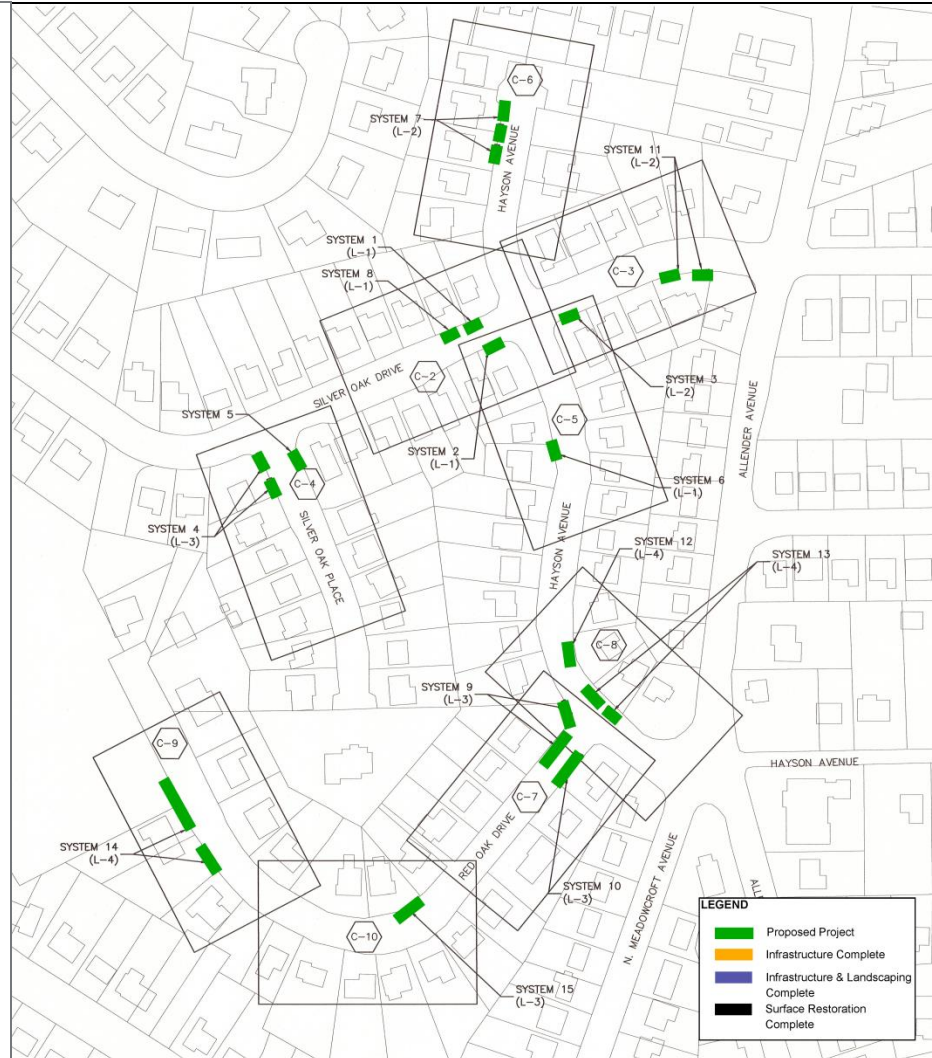 C-6
SYSTEM 7
(L-2)
HAYSON AVENUE
SYSTEM 11
(L-2)
SYSTEM 1
(L-1)
SYSTEM 8
(L-1)
C-3
SILVER OAK DRIVE
C-2
SYSTEM 3
(L-2)
SYSTEM 5
C-5
ALLENDER AVENUE
SYSTEM 2
(L-1)
C-4
SYSTEM 6
(L-1)
SYSTEM 4
(L-3)
SILVER OAK PLACE
HAYSON AVENUE
SYSTEM 12
(L-4)
SYSTEM 13
(L-4)
C-8
SYSTEM 9
(L-3)
C-9
HAYSON AVENUE
C-7
SYSTEM 14
(L-4)
RED OAK DRIVE
SYSTEM 10
(L-3)
N. MEADOWCROFT AVENUE
C-10
SYSTEM 15
(L-3)
LEGEND
Proposed Project
Infrastructure Complete
Infrastructure & Landscaping
Complete
Surface Restoration
Complete